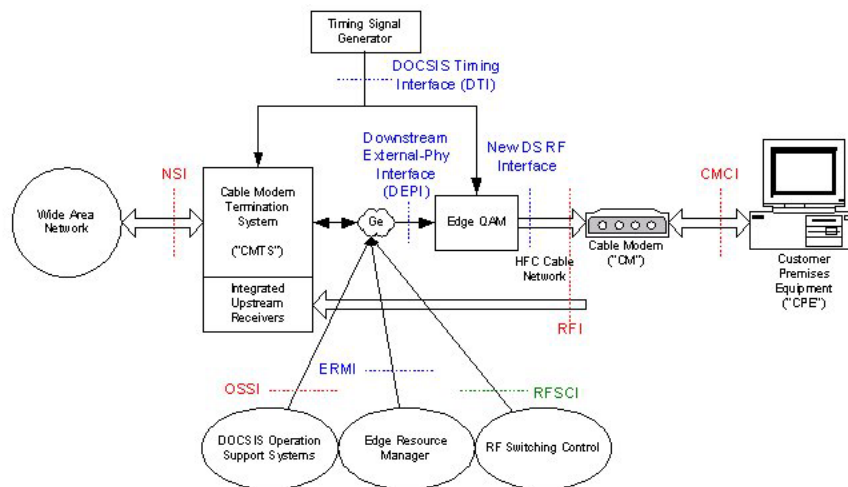 Timing Signal
Generator
DOCSIS Timing
Interface (DTI)
Downstream
External-Phy
Interface
(DEPI)
New DS RF
Interface
NSI
CMCI
Wide Area
Network
Cable Modem
Termination
System
("CMTS")
Ge
Edge QAM
HFC Cable
Network
Cable Modem
("CM")
Customer
Premises
Equipment
("CPE")
Integrated
Upstream
Receivers
RFI
ERMI
OSSI
RFSCI
DOCSIS Operation
Support Systems
Edge Resource
Manager
RF Switching Control